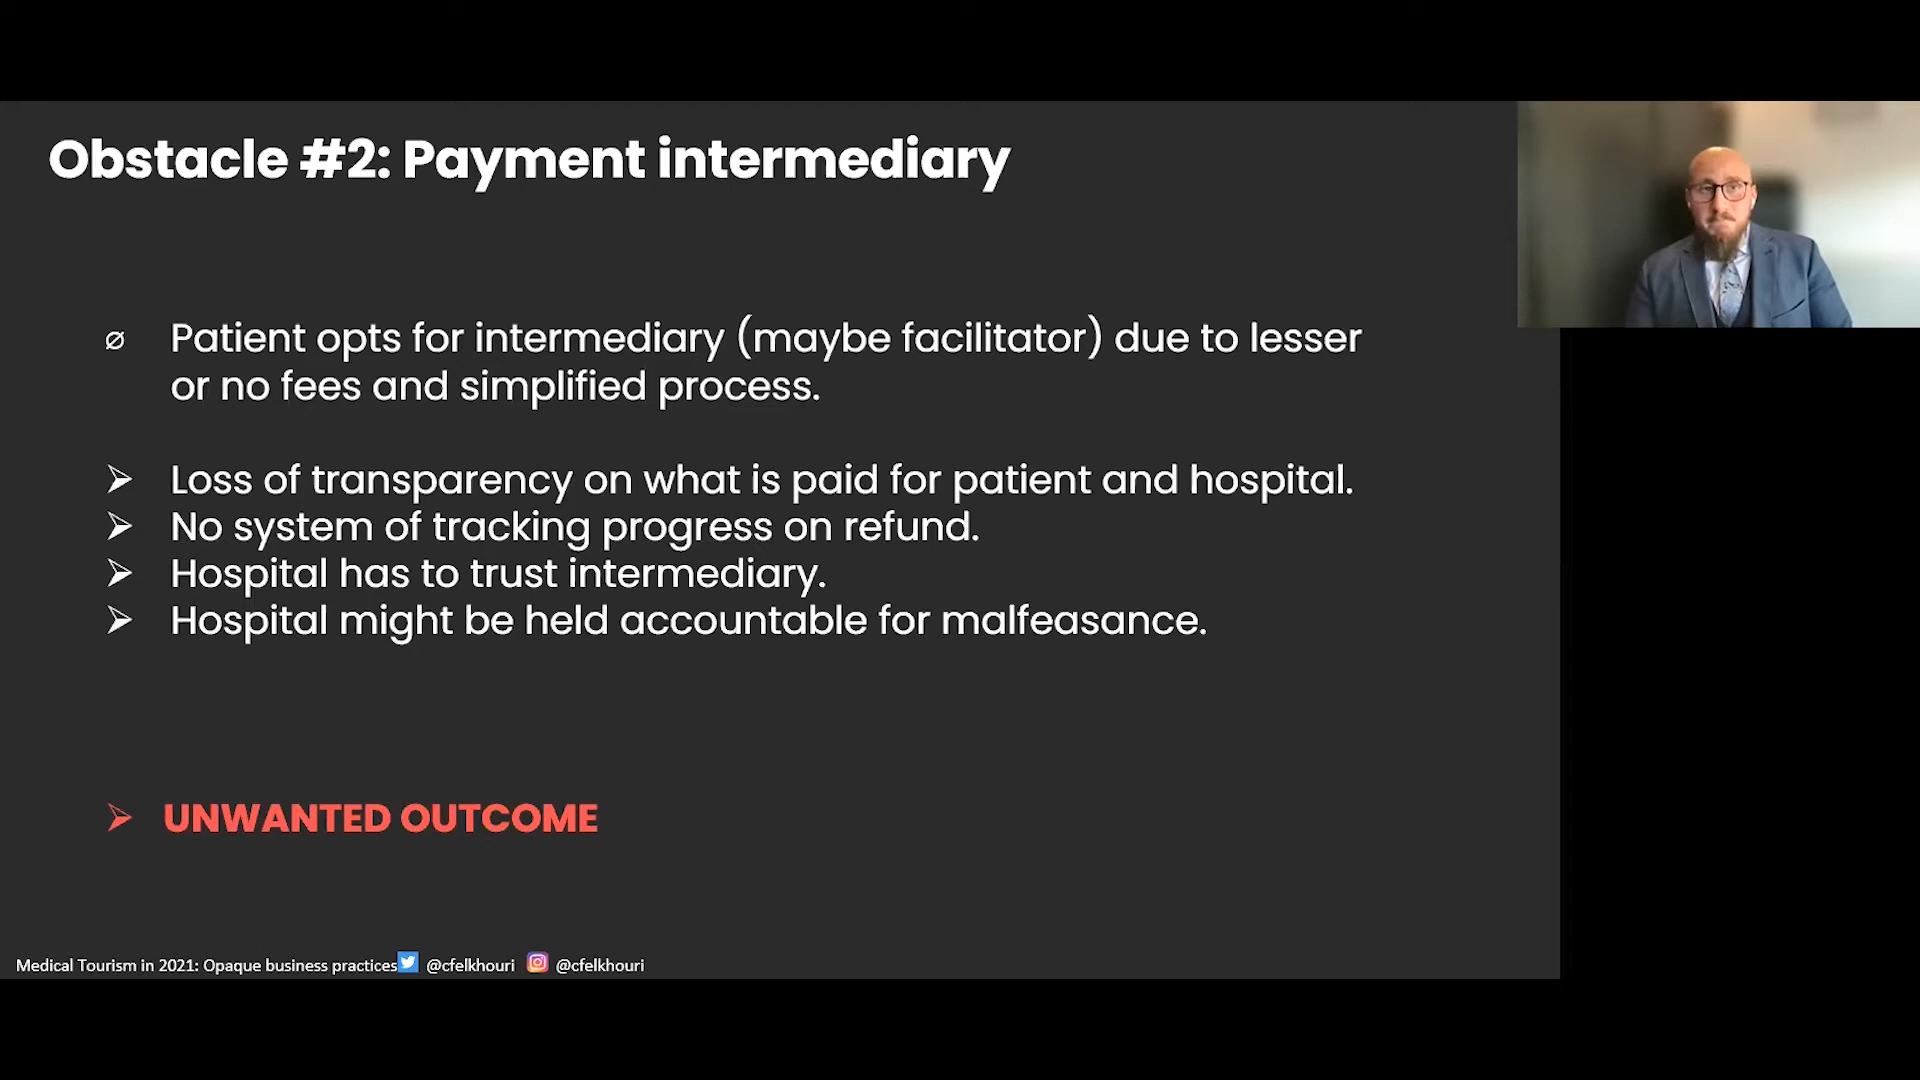 Obstacle #2: Payment intermediary
Patient opts for intermediary (maybe facilitator) due to lesser
or no fees and simplified process.
Loss of transparency on what is paid for patient and hospital.
No system of tracking progress on refund.
Hospital has to trust intermediary.
Hospital might be held accountable for malfeasance.
UNWANTED OUTCOME
Medical Tourism in 2021: Opaque business practices @cfelkhouri @cfelkhouri